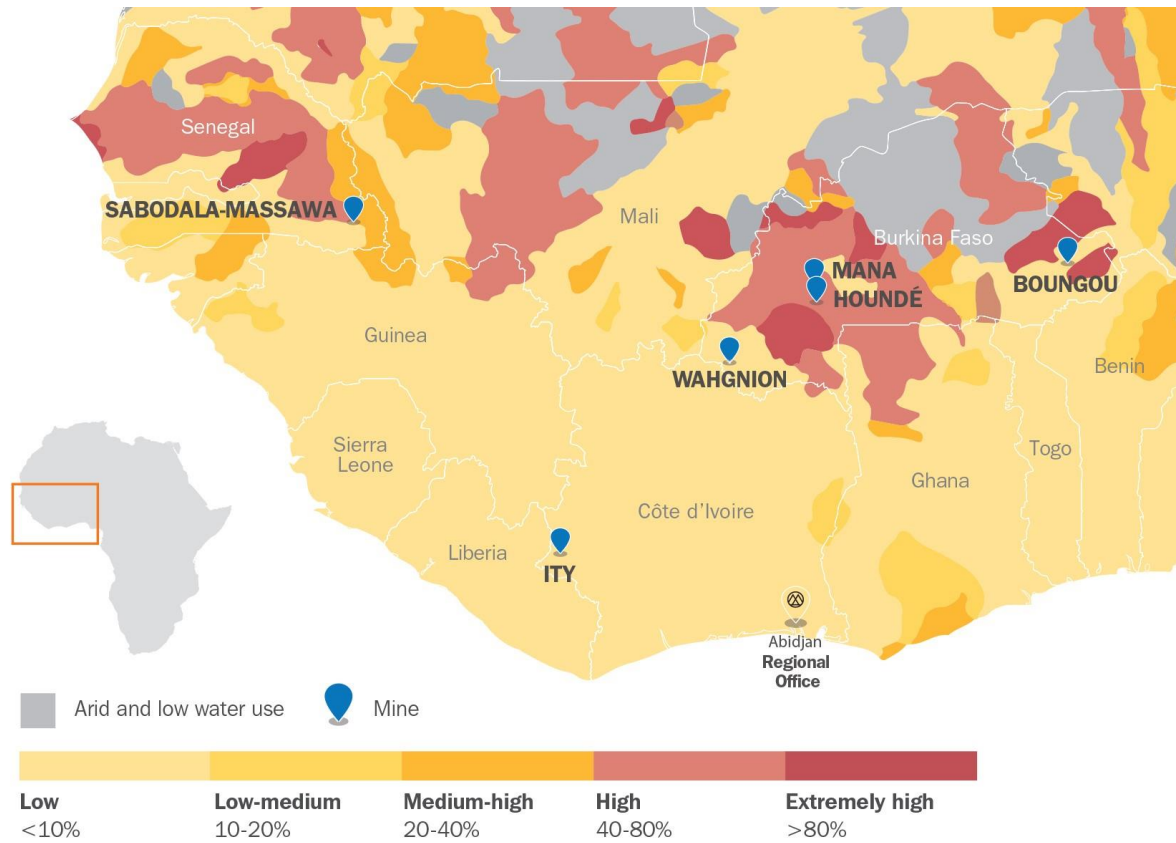 Senegal
SABODALA-MASSAWA
Mali
Burkina Faso
MANA
HOUNDÉ
BOUNGOU
Guinea
WAHGNION
Benin
Sierra
Leone
Togo
Ghana
Côte d'Ivoire
Liberia
ITY
Abidjan
Regional
Office
Arid and low water use
Mine
Low
<10%
Low-medium
10-20%
Medium-high
20-40%
High
40-80%
Extremely high
>80%